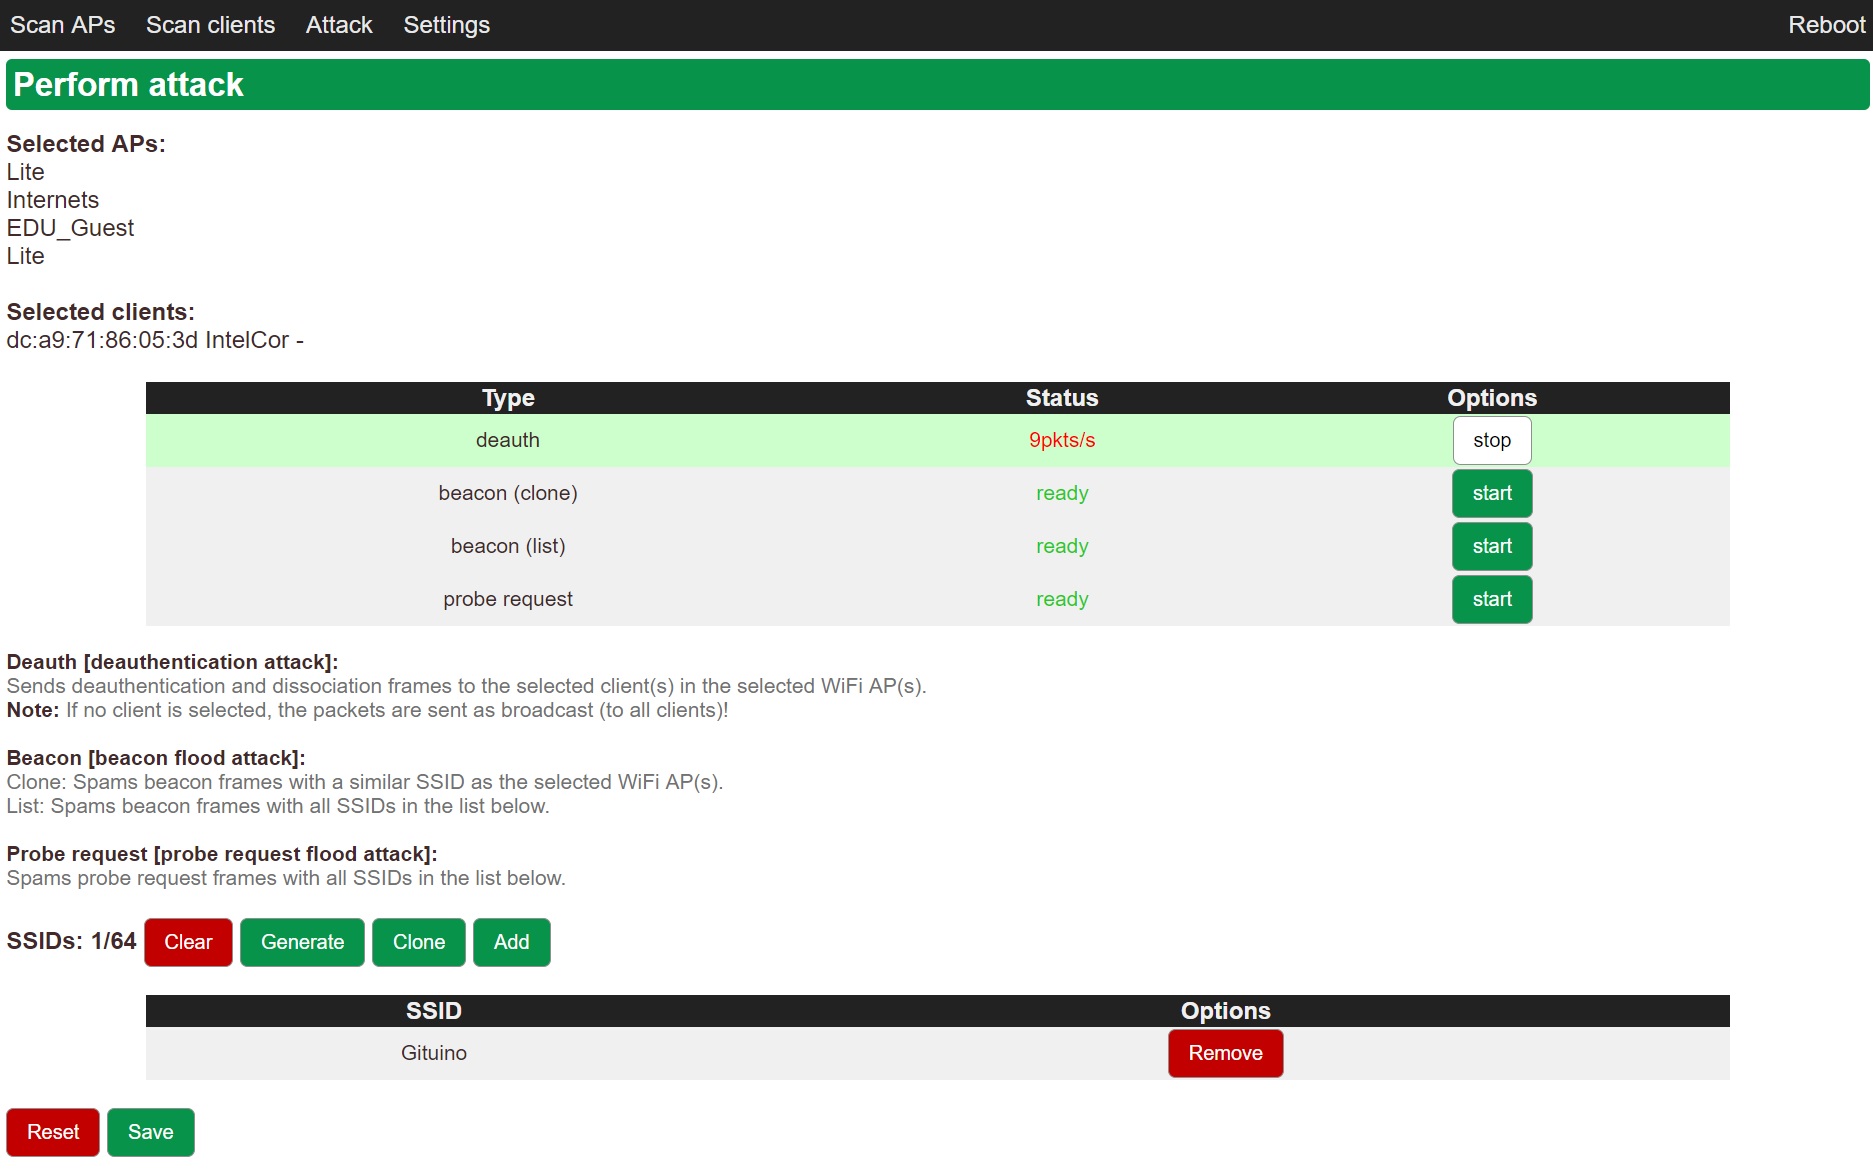 Scan APs Scan clients Attack Settings Reboot
Perform attack
Selected APs:
Lite
Internets
EDU_Guest
Lite
Selected clients:
dc:a9:71:86:05:3d IntelCor -
Type Status Options
deauth 9pkts/s stop
beacon (clone) ready start
beacon (list) ready start
probe request ready start
Deauth [deauthentication attack]:
Sends deauthentication and dissociation frames to the selected client(s) in the selected WiFi AP(s).
Note: If no client is selected, the packets are sent as broadcast (to all clients)!
Beacon [beacon flood attack]:
Clone: Spams beacon frames with a similar SSID as the selected WiFi AP(s).
List: Spams beacon frames with all SSIDs in the list below.
Probe request [probe request flood attack]:
Spams probe request frames with all SSIDs in the list below.
SSIDs: 1/64 Clear Generate Clone Add
SSID Options
Gituino Remove
Reset Save